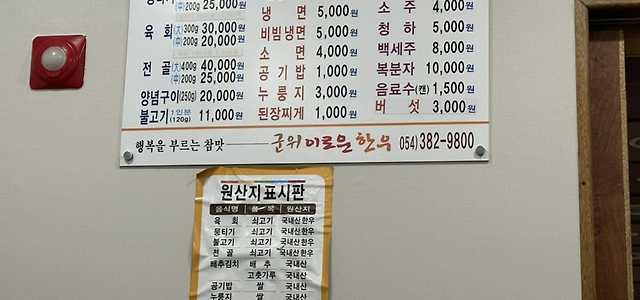 (中)200g 25,000원
육 회 (大)300g 30,000원
(中)200g 20,000원
전 골 (大)400g 40,000원
(中)200g 25,000원
양념구이(250g) 20,000원
불고기 1인분(120g) 11,000원
냉 면 5,000원
비빔냉면 5,000원
소 면 4,000원
공기밥 1,000원
누룽지 3,000원
된장찌게 1,000원
소 주 4,000원
청 하 5,000원
백세주 8,000원
복분자 10,000원
음료수(캔) 1,500원
버 섯 3,000원
행복을 부르는 참맛 군위이로운한우 054)382-9800
원산지표시판
음식명 품 목 원산지
육 회 쇠고기 국내산한우
뭉티기 쇠고기 국내산한우
불고기 쇠고기 국내산한우
전 골 쇠고기 국내산한우
배추김치 배 추 국내산
고춧가루 국내산
공기밥 쌀 국내산
누룽지 쌀 국내산